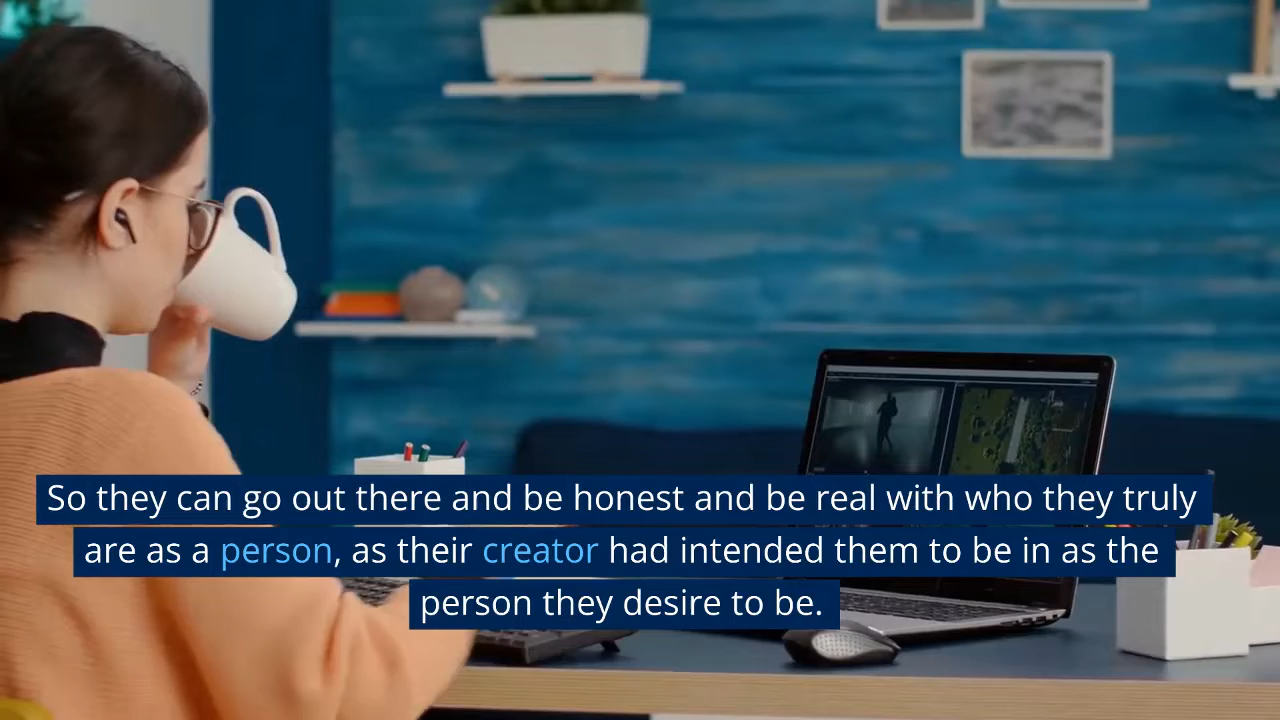 So they can go out there and be honest and be real with who they truly
are as a person, as their creator had intended them to be in as the
person they desire to be.